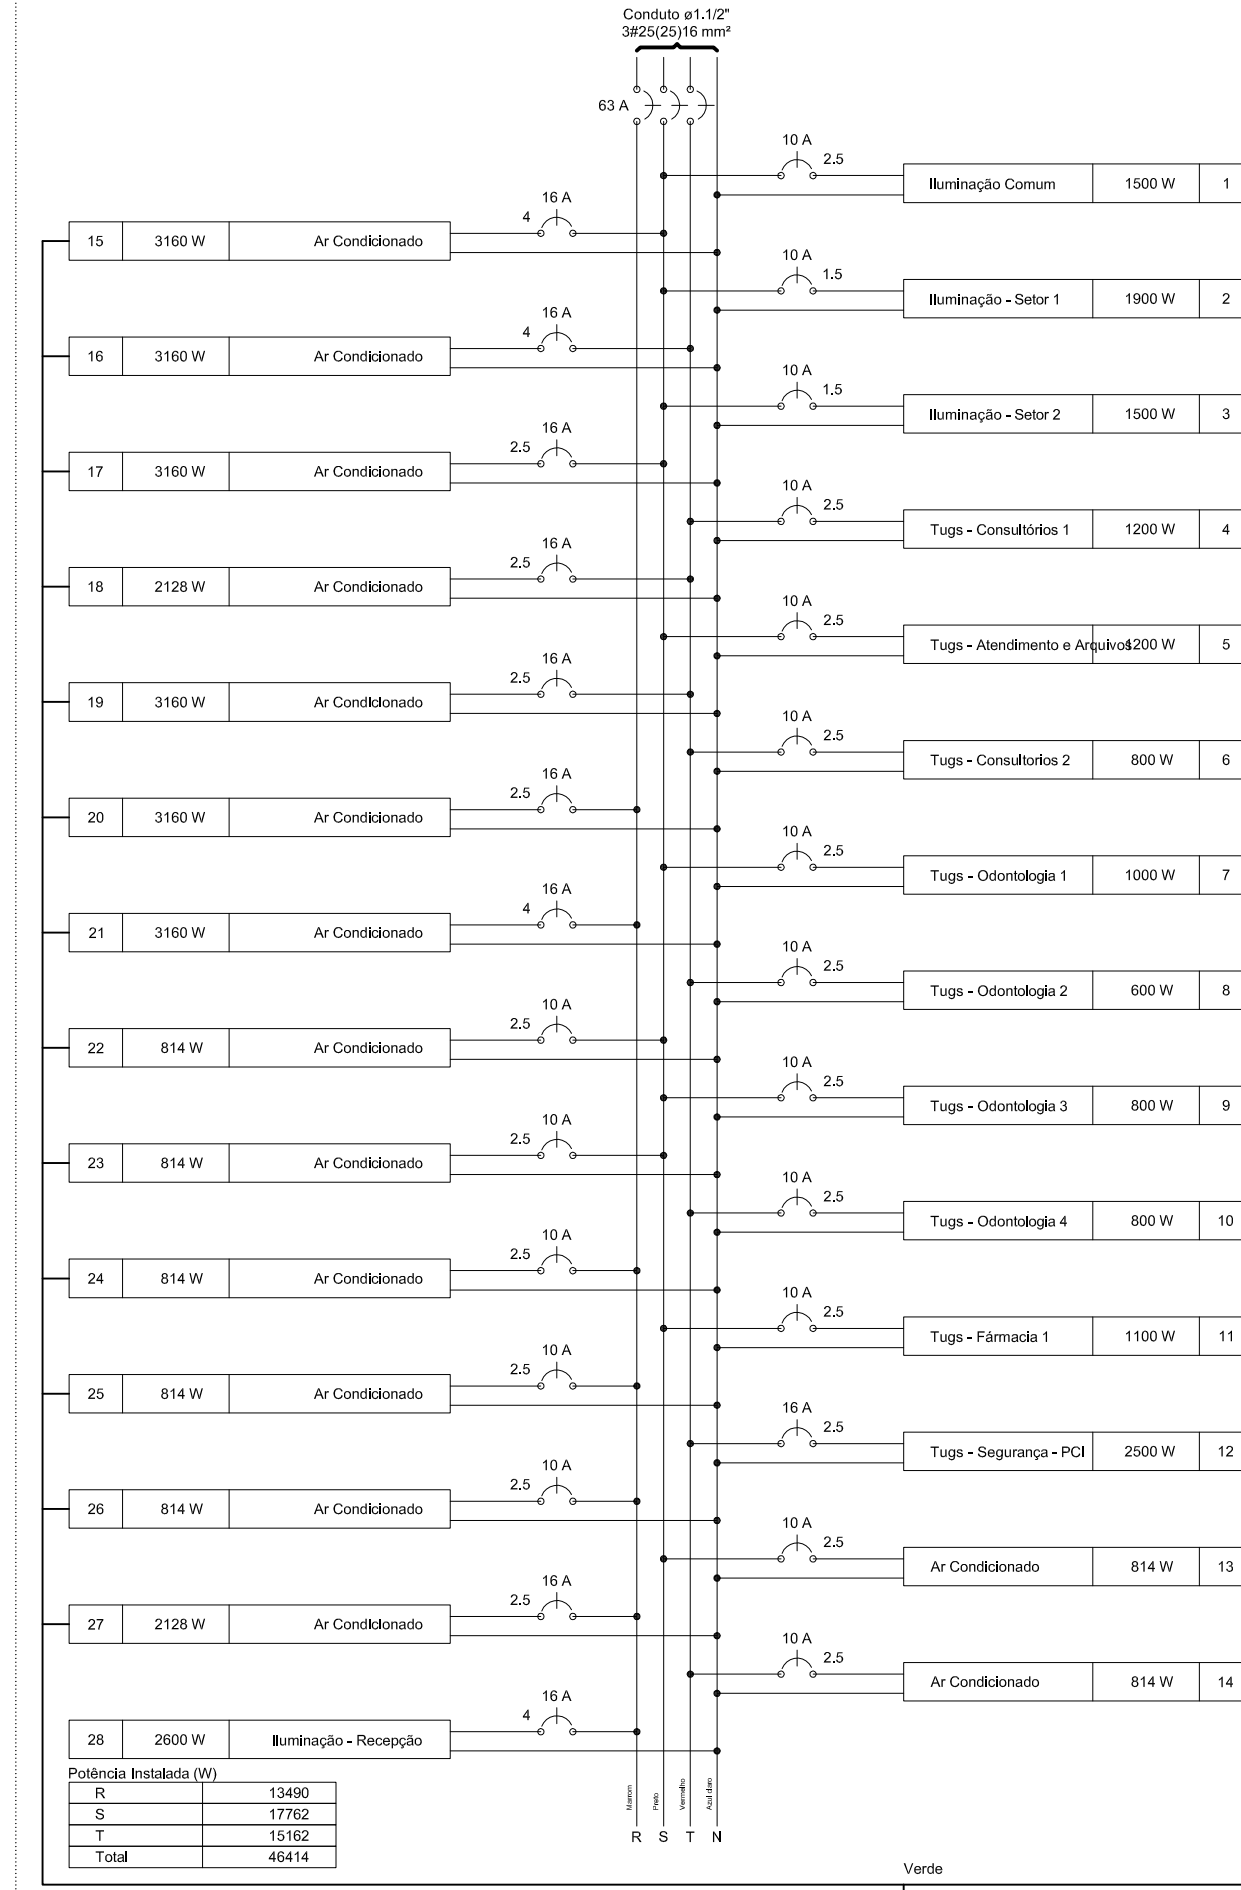 Conduto ø1.1/2"
3#25(25)16 mm²
63 A
10 A
2.5
Iluminação Comum 1500 W 1
16 A
4
15 3160 W Ar Condicionado
10 A
1.5
Iluminação - Setor 1 1900 W 2
16 A
4
16 3160 W Ar Condicionado
10 A
1.5
Iluminação - Setor 2 1500 W 3
16 A
2.5
17 3160 W Ar Condicionado
10 A
2.5
Tugs - Consultórios 1 1200 W 4
16 A
2.5
18 2128 W Ar Condicionado
10 A
2.5
Tugs - Atendimento e Arquivos 1200 W 5
16 A
2.5
19 3160 W Ar Condicionado
10 A
2.5
Tugs - Consultorios 2 800 W 6
16 A
2.5
20 3160 W Ar Condicionado
10 A
2.5
Tugs - Odontologia 1 1000 W 7
16 A
4
21 3160 W Ar Condicionado
10 A
2.5
Tugs - Odontologia 2 600 W 8
10 A
2.5
22 814 W Ar Condicionado
10 A
2.5
Tugs - Odontologia 3 800 W 9
10 A
2.5
23 814 W Ar Condicionado
10 A
2.5
Tugs - Odontologia 4 800 W 10
10 A
2.5
24 814 W Ar Condicionado
10 A
2.5
Tugs - Fármacia 1 1100 W 11
10 A
2.5
25 814 W Ar Condicionado
16 A
2.5
Tugs - Segurança - PCI 2500 W 12
10 A
2.5
26 814 W Ar Condicionado
10 A
2.5
Ar Condicionado 814 W 13
16 A
2.5
27 2128 W Ar Condicionado
10 A
2.5
Ar Condicionado 814 W 14
16 A
4
28 2600 W Iluminação - Recepção
Potência Instalada (W)
R 13490
S 17762
T 15162
Total 46414
Marrom
Preto
Vermelho
Azul claro
R S T N
Verde